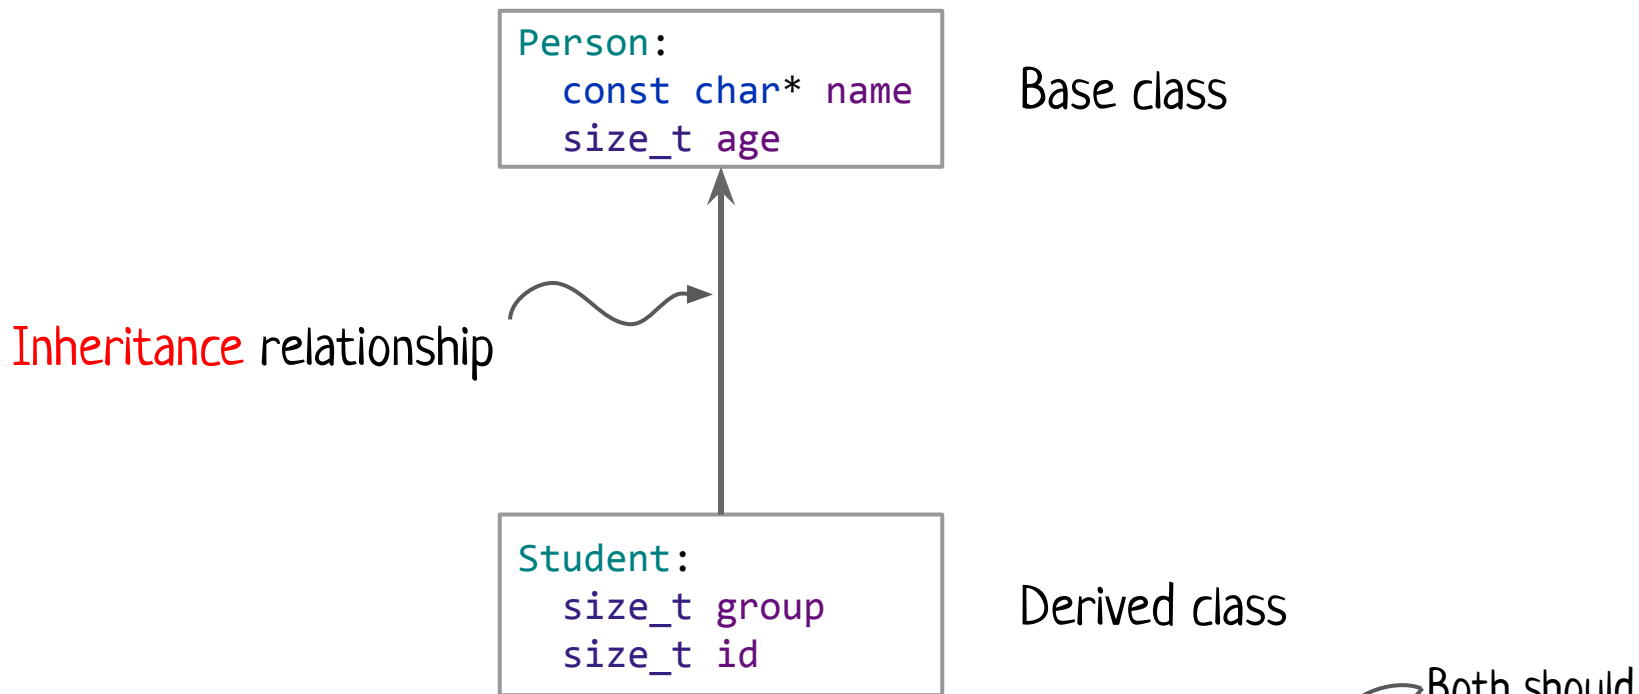 Person:
const char* name
size_t age
Base class
Inheritance relationship
Student:
size_t group
size_t id
Derived class
Both should